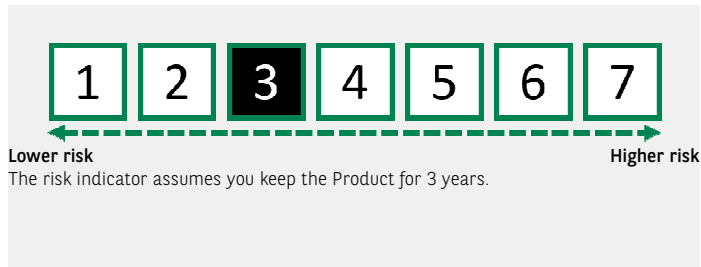 1 2 3 4 5 6 7
Lower risk Higher risk
The risk indicator assumes you keep the Product for 3 years.